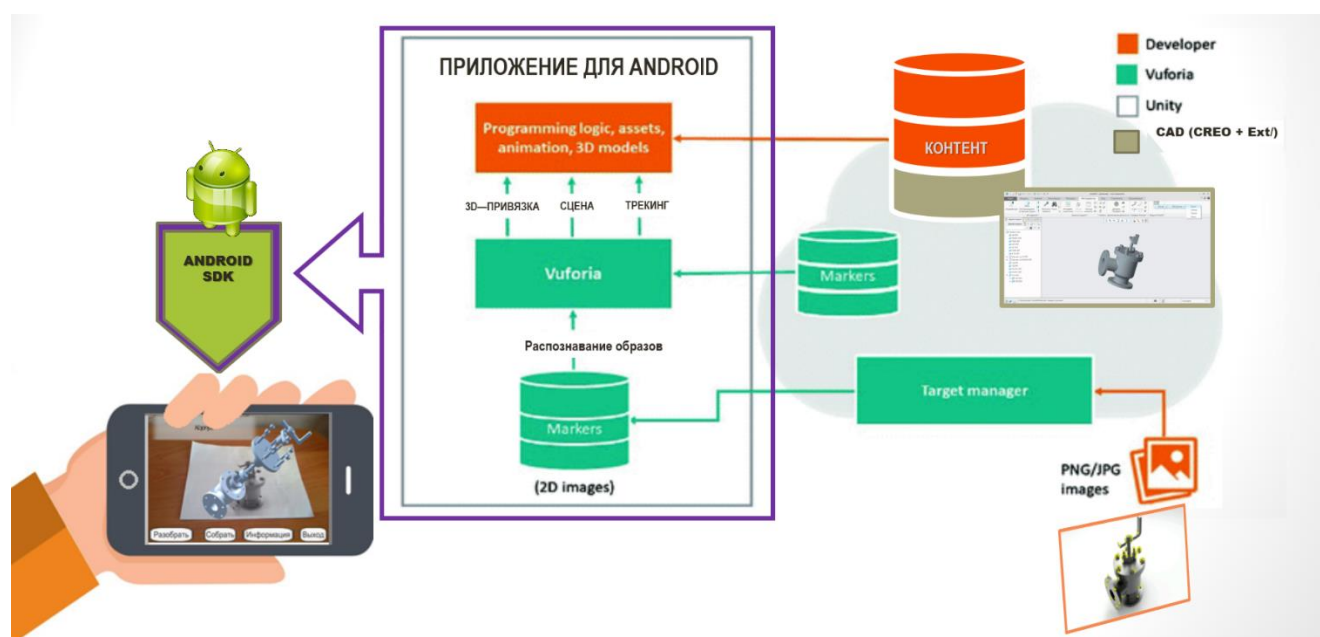 ПРИЛОЖЕНИЕ ДЛЯ ANDROID
Programming logic, assets,
animation, 3D models
3D—ПРИВЯЗКА
СЦЕНА
ТРЕКИНГ
Vuforia
Распознавание образов
Markers
(2D images)
ANDROID
SDK
Разобрать
Собрать
Информация
Выход
КОНТЕНТ
Markers
Target manager
PNG/JPG
images
Developer
Vuforia
Unity
CAD (CREO + Ext/)